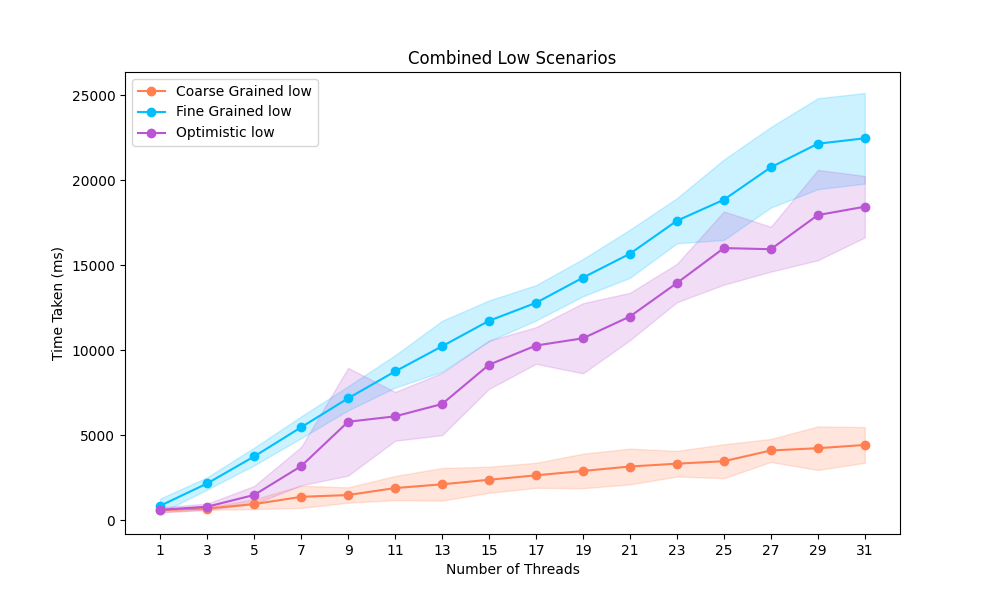 Combined Low Scenarios
Coarse Grained low
Fine Grained low
Optimistic low
Time Taken (ms)
25000
20000
15000
10000
5000
0
1 3 5 7 9 11 13 15 17 19 21 23 25 27 29 31
Number of Threads